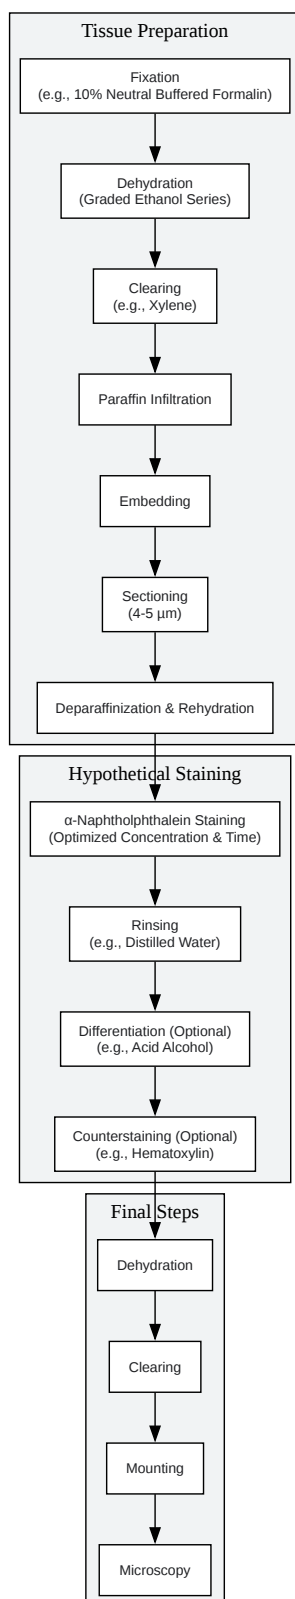 Tissue Preparation
Fixation
(e.g., 10% Neutral Buffered Formalin)
Dehydration
(Graded Ethanol Series)
Clearing
(e.g., Xylene)
Paraffin Infiltration
Embedding
Sectioning
(4-5 µm)
Deparaffinization & Rehydration
Hypothetical Staining
α-Naphtholphthalein Staining
(Optimized Concentration & Time)
Rinsing
(e.g., Distilled Water)
Differentiation (Optional)
(e.g., Acid Alcohol)
Counterstaining (Optional)
(e.g., Hematoxylin)
Final Steps
Dehydration
Clearing
Mounting
Microscopy